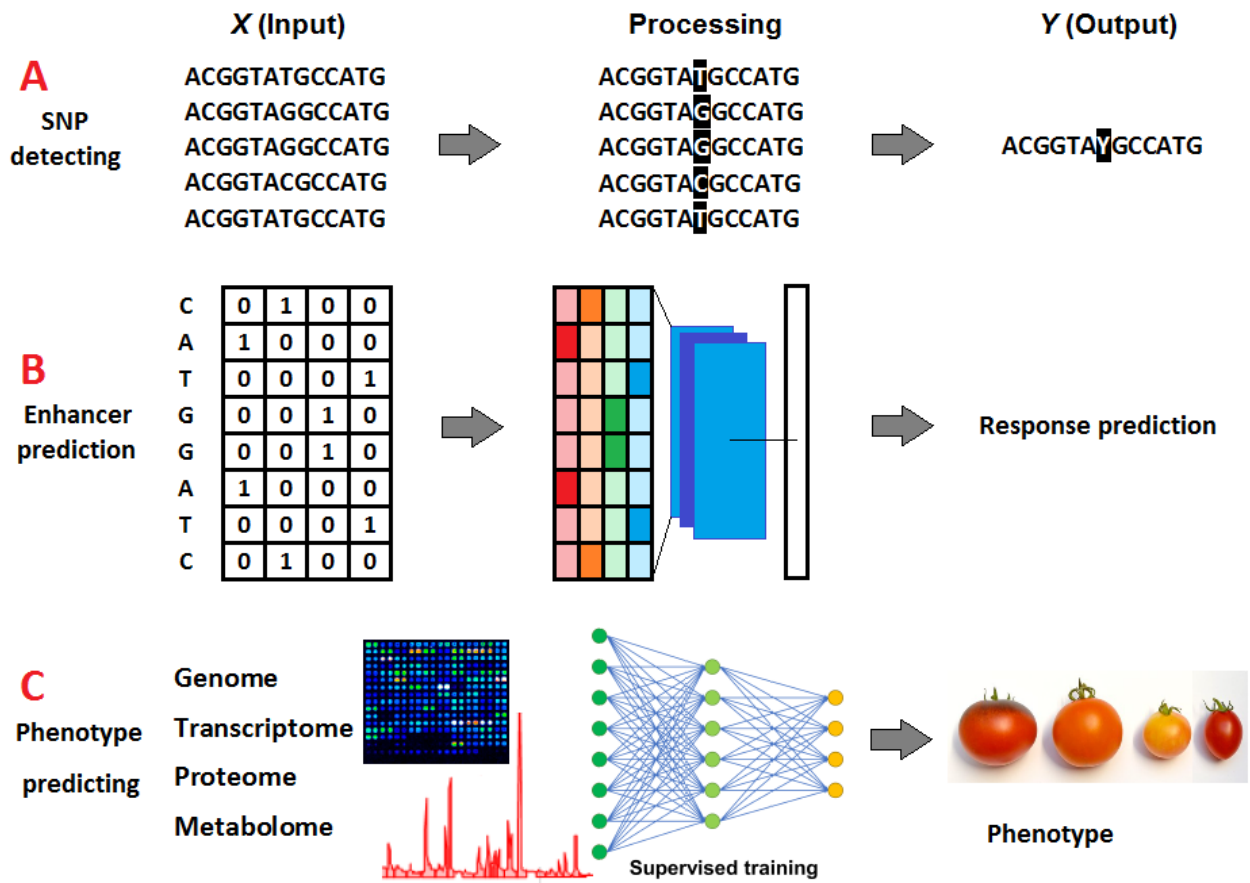 X (Input)
Processing
Y (Output)
A
SNP
detecting
ACGGTATGCCATG
ACGGTAGGCCATG
ACGGTAGGCCATG
ACGGTACGCCATG
ACGGTATGCCATG
ACGGTATGCCATG
ACGGTAGGCCATG
ACGGTAGGCCATG
ACGGTACGCCATG
ACGGTATGCCATG
ACGGTAYGCCATG
B
Enhancer
prediction
C 0 1 0 0
A 1 0 0 0
T 0 0 0 1
G 0 0 1 0
G 0 0 1 0
A 1 0 0 0
T 0 0 0 1
C 0 1 0 0
Response prediction
C
Phenotype
predicting
Genome
Transcriptome
Proteome
Metabolome
Supervised training
Phenotype